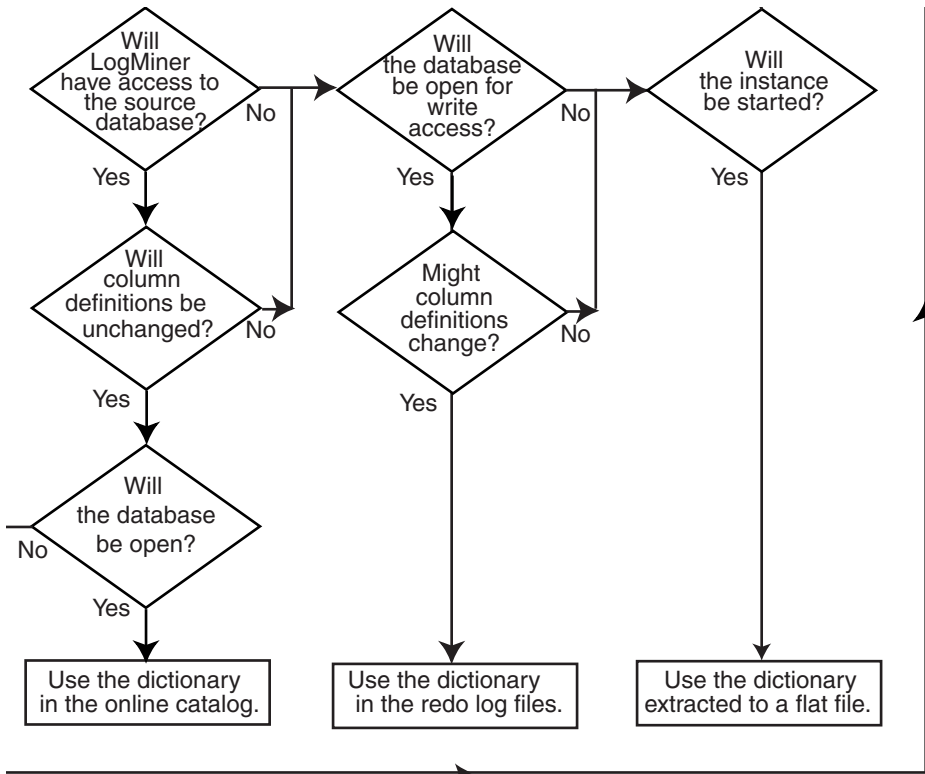 Will
LogMiner
have access to
the source
database?
No
Yes
Will
column
definitions be
unchanged?
No
Yes
Will
the database
be open?
No
Yes
Use the dictionary
in the online catalog.
Will
the database
be open for
write
access?
No
Yes
Might
column
definitions
change?
No
Yes
Use the dictionary
in the redo log files.
Will
the instance
be started?
Yes
Use the dictionary
extracted to a flat file.